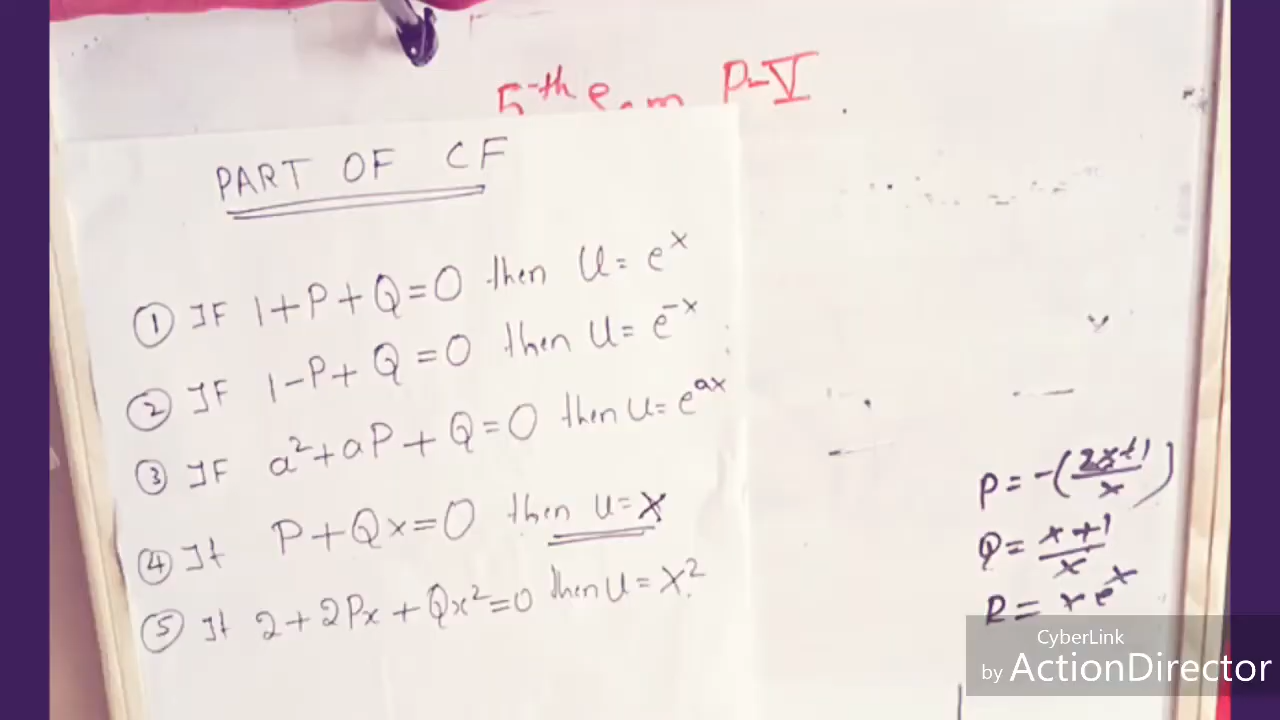 5th sem P-V
PART OF CF
① If 1+P+Q=0 then U=e^x
② If 1-P+Q=0 then U=e^-x
③ If a²+aP+Q=0 then U=e^ax
④ If P+Qx=0 then U=x
⑤ If 2+2Px+Qx²=0 then U=x².
P=-(2x+1/x)
Q=x+1/x
R=xe^x
CyberLink
by ActionDirector